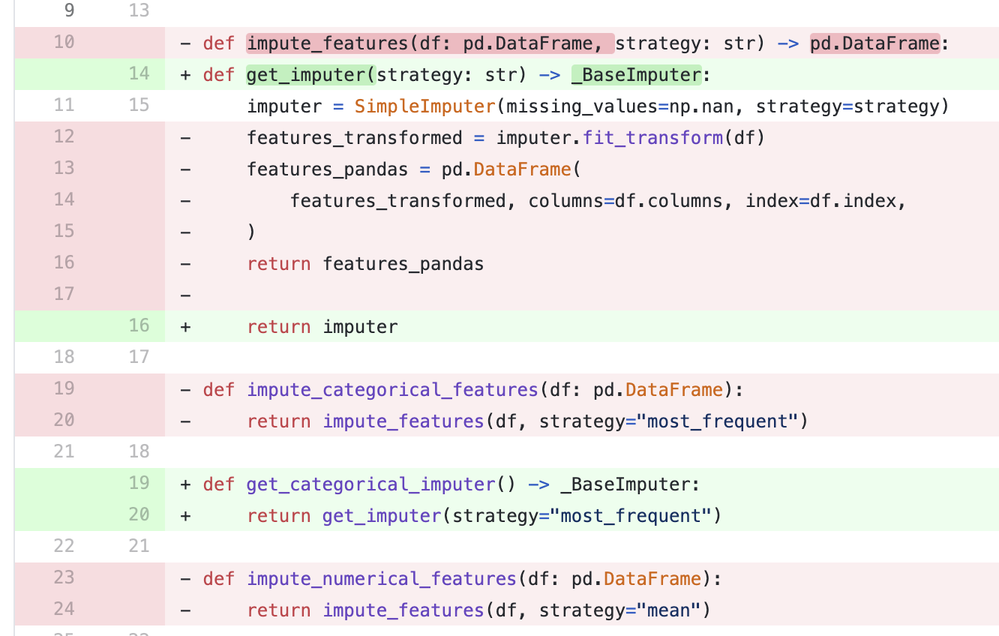 9 13
10 - def impute_features(df: pd.DataFrame, strategy: str) -> pd.DataFrame:
14 + def get_imputer(strategy: str) -> _BaseImputer:
11 15 imputer = SimpleImputer(missing_values=np.nan, strategy=strategy)
12 - features_transformed = imputer.fit_transform(df)
13 - features_pandas = pd.DataFrame(
14 - features_transformed, columns=df.columns, index=df.index,
15 - )
16 - return features_pandas
17 -
16 + return imputer
18 17
19 - def impute_categorical_features(df: pd.DataFrame):
20 - return impute_features(df, strategy="most_frequent")
21 18
19 + def get_categorical_imputer() -> _BaseImputer:
20 + return get_imputer(strategy="most_frequent")
22 21
23 - def impute_numerical_features(df: pd.DataFrame):
24 - return impute_features(df, strategy="mean")